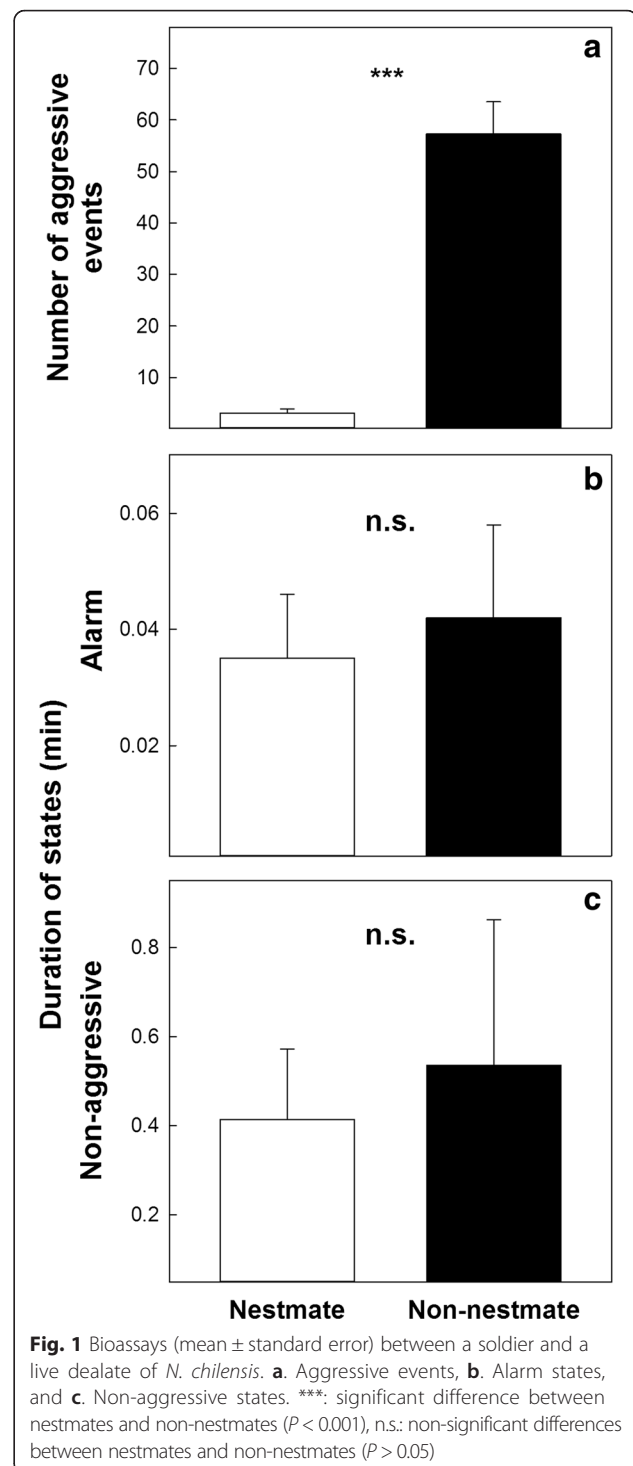 a
Number of aggressive
events
70
60
50
40
30
20
10
***
b
Duration of states (min)
Alarm
0.06
0.04
0.02
n.s.
c
Non-aggressive
0.8
0.6
0.4
0.2
n.s.
Nestmate Non-nestmate
Fig. 1 Bioassays (mean ± standard error) between a soldier and a
live dealate of N. chilensis. a. Aggressive events, b. Alarm states,
and c. Non-aggressive states. ***: significant difference between
nestmates and non-nestmates (P < 0.001), n.s.: non-significant differences
between nestmates and non-nestmates (P > 0.05)